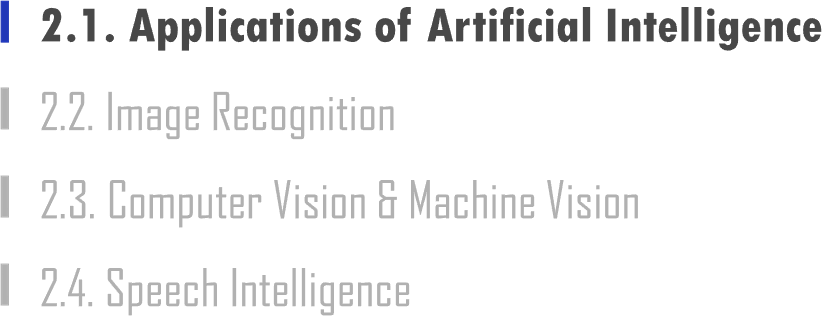 2.1. Applications of Artificial Intelligence
2.2. Image Recognition
2.3. Computer Vision & Machine Vision
2.4. Speech Intelligence